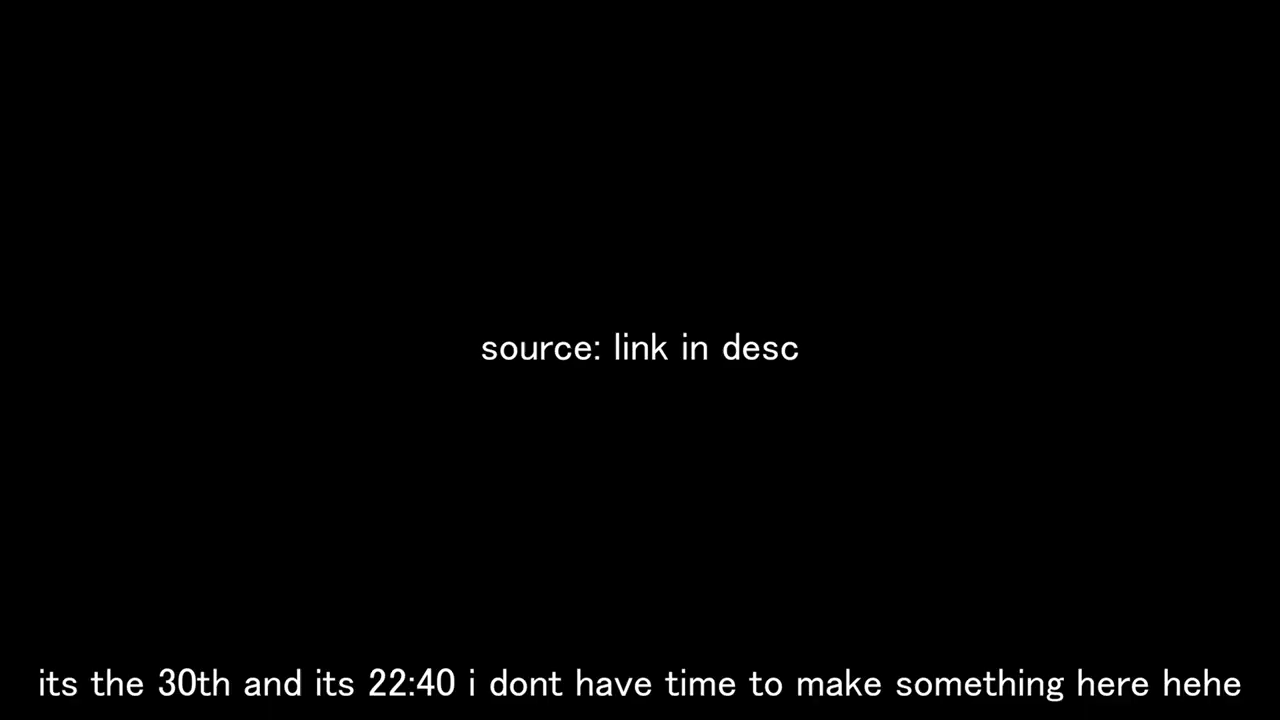 source: link in desc
its the 30th and its 22:40 i dont have time to make something here hehe